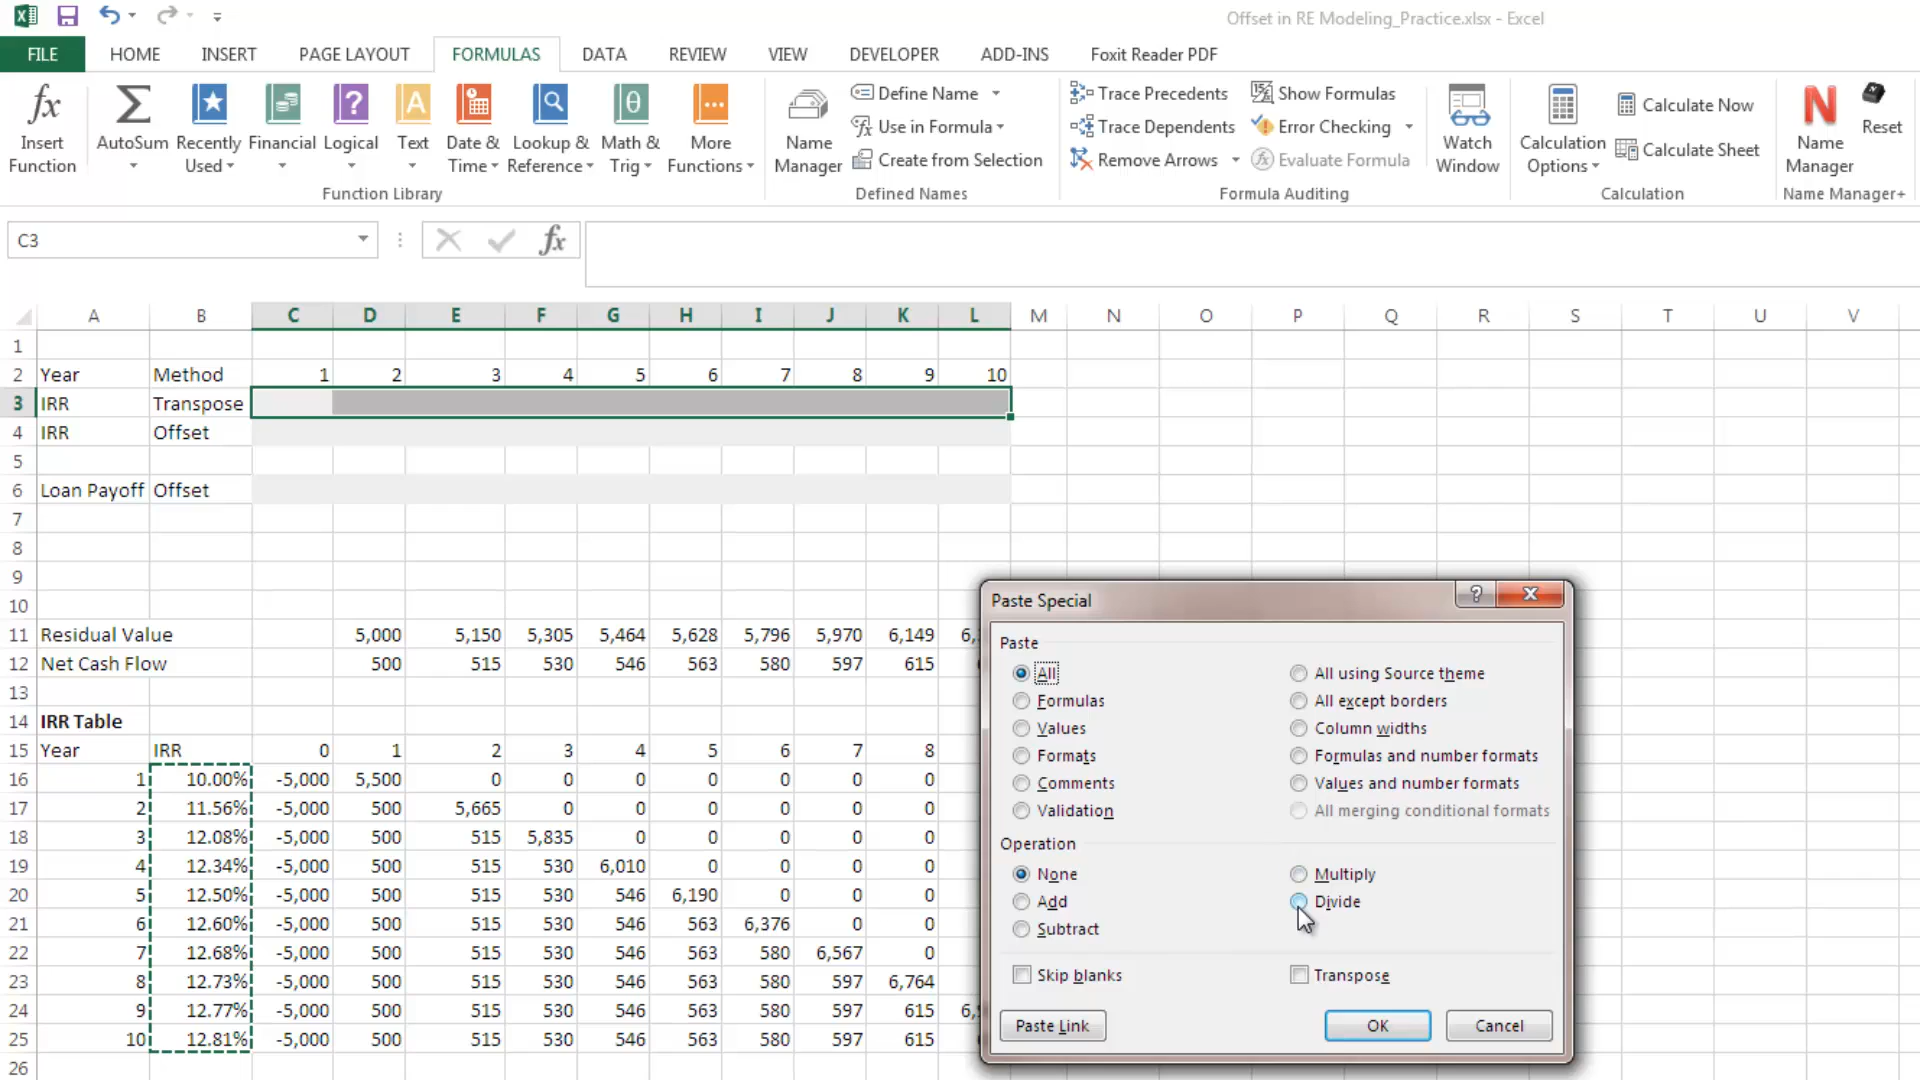 Offset in RE Modeling_Practice.xlsx - Excel
FILE HOME INSERT PAGE LAYOUT FORMULAS DATA REVIEW VIEW DEVELOPER ADD-INS Foxit Reader PDF
Insert Function
AutoSum
Recently Used
Financial
Logical
Text
Date & Time
Lookup & Reference
Math & Trig
More Functions
Function Library
Name Manager
Define Name
Use in Formula
Create from Selection
Defined Names
Trace Precedents
Trace Dependents
Remove Arrows
Show Formulas
Error Checking
Evaluate Formula
Formula Auditing
Watch Window
Calculation Options
Calculate Now
Calculate Sheet
Calculation
Name Manager
Reset
Name Manager+
C3
fx
A B C D E F G H I J K L M N O P Q R S T U V
1
2 Year Method 1 2 3 4 5 6 7 8 9 10
3 IRR Transpose
4 IRR Offset
5
6 Loan Payoff Offset
7
8
9
10
11 Residual Value 5,000 5,150 5,305 5,464 5,628 5,796 5,970 6,149
12 Net Cash Flow 500 515 530 546 563 580 597 615
13
14 IRR Table
15 Year IRR 0 1 2 3 4 5 6 7 8
16 1 10.00% -5,000 5,500 0 0 0 0 0 0 0
17 2 11.56% -5,000 500 5,665 0 0 0 0 0 0
18 3 12.08% -5,000 500 515 5,835 0 0 0 0 0
19 4 12.34% -5,000 500 515 530 6,010 0 0 0 0
20 5 12.50% -5,000 500 515 530 546 6,190 0 0 0
21 6 12.60% -5,000 500 515 530 546 563 6,376 0 0
22 7 12.68% -5,000 500 515 530 546 563 580 6,567 0
23 8 12.73% -5,000 500 515 530 546 563 580 597 6,764
24 9 12.77% -5,000 500 515 530 546 563 580 597 615
25 10 12.81% -5,000 500 515 530 546 563 580 597 615
26
Paste Special
Paste
All
Formulas
Values
Formats
Comments
Validation
All using Source theme
All except borders
Column widths
Formulas and number formats
Values and number formats
All merging conditional formats
Operation
None
Add
Subtract
Multiply
Divide
Skip blanks
Transpose
Paste Link OK Cancel